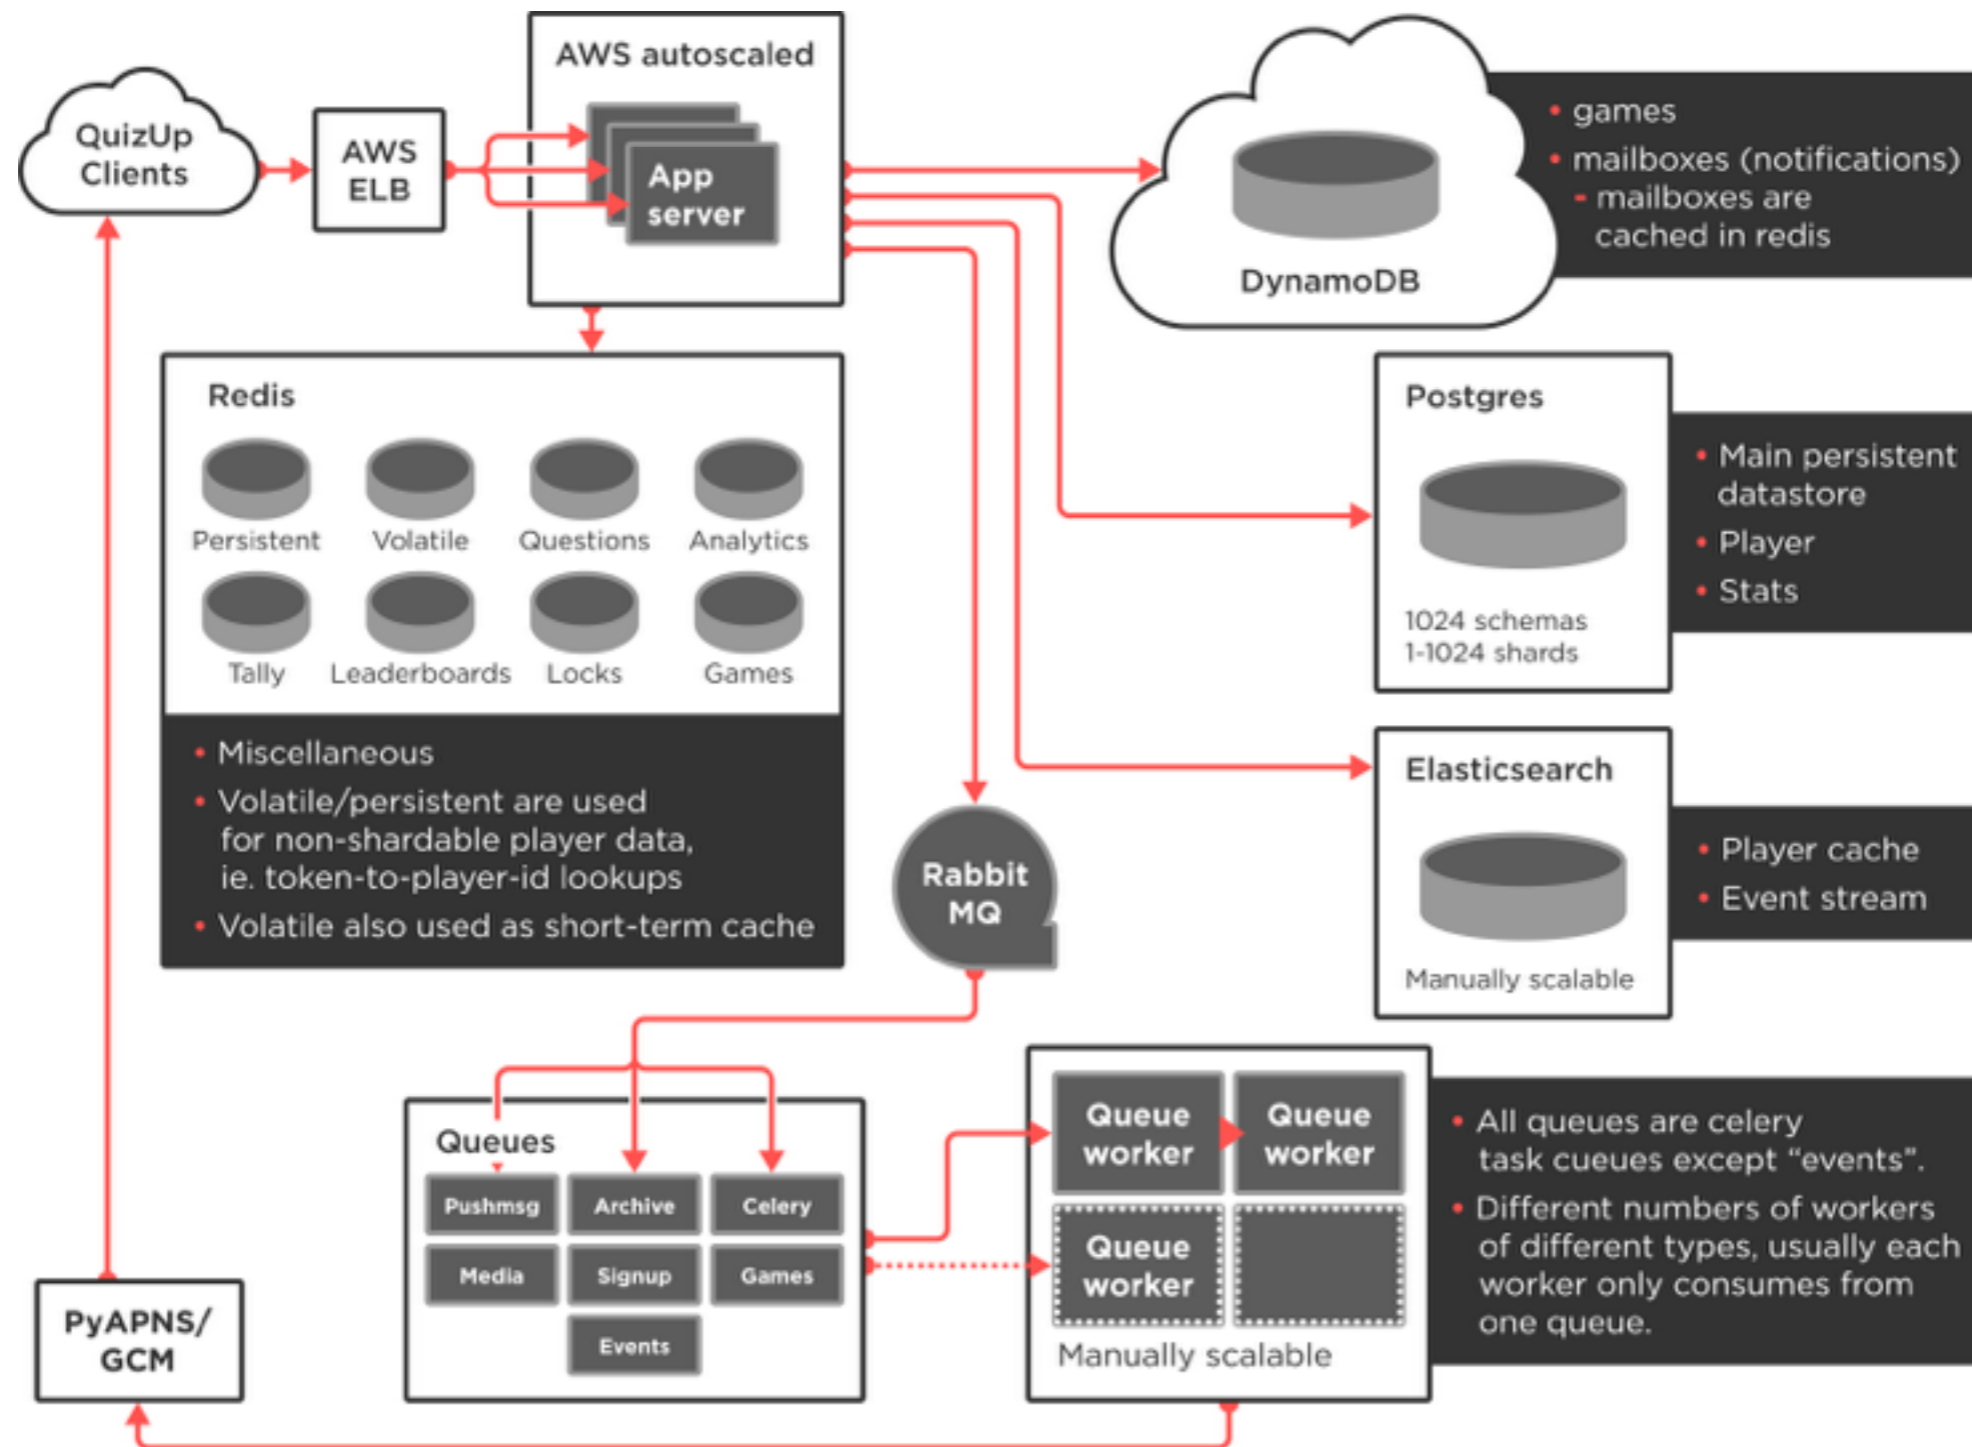 QuizUp
Clients
AWS
ELB
AWS autoscaled
App
server
DynamoDB
• games
• mailboxes (notifications)
- mailboxes are
cached in redis
Redis
Persistent
Volatile
Questions
Analytics
Tally
Leaderboards
Locks
Games
• Miscellaneous
• Volatile/persistent are used
for non-shardable player data,
ie. token-to-player-id lookups
• Volatile also used as short-term cache
Postgres
1024 schemas
1-1024 shards
• Main persistent
datastore
• Player
• Stats
Elasticsearch
Manually scalable
• Player cache
• Event stream
Rabbit
MQ
Queues
Pushmsg
Archive
Celery
Media
Signup
Games
Events
Queue
worker
Queue
worker
Queue
worker
Manually scalable
• All queues are celery
task cueues except “events”.
• Different numbers of workers
of different types, usually each
worker only consumes from
one queue.
PyAPNS/
GCM